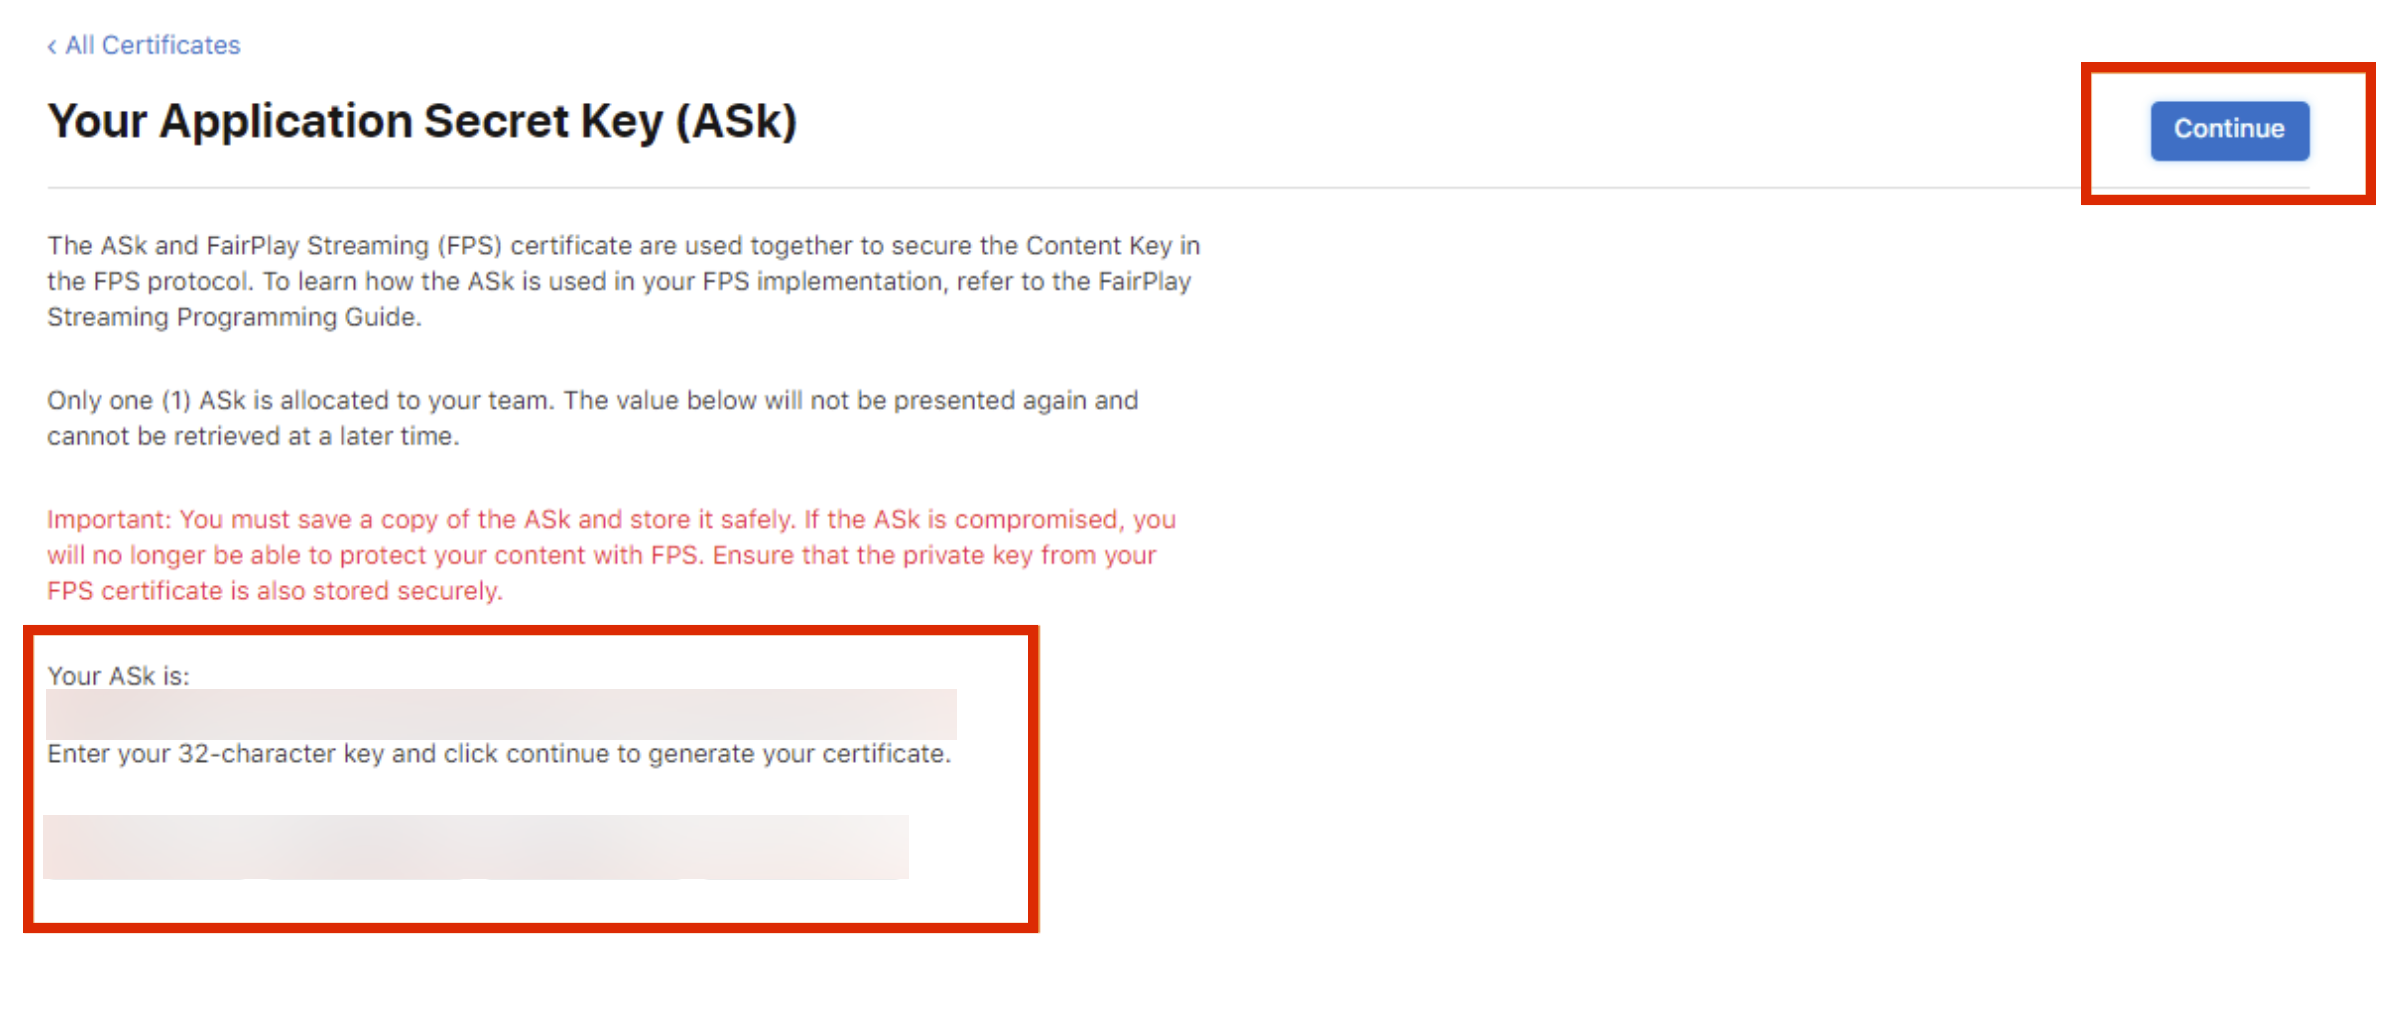 ‹ All Certificates
Your Application Secret Key (ASk)
Continue
The ASk and FairPlay Streaming (FPS) certificate are used together to secure the Content Key in
the FPS protocol. To learn how the ASk is used in your FPS implementation, refer to the FairPlay
Streaming Programming Guide.
Only one (1) ASk is allocated to your team. The value below will not be presented again and
cannot be retrieved at a later time.
Important: You must save a copy of the ASk and store it safely. If the ASk is compromised, you
will no longer be able to protect your content with FPS. Ensure that the private key from your
FPS certificate is also stored securely.
Your ASk is:
Enter your 32-character key and click continue to generate your certificate.